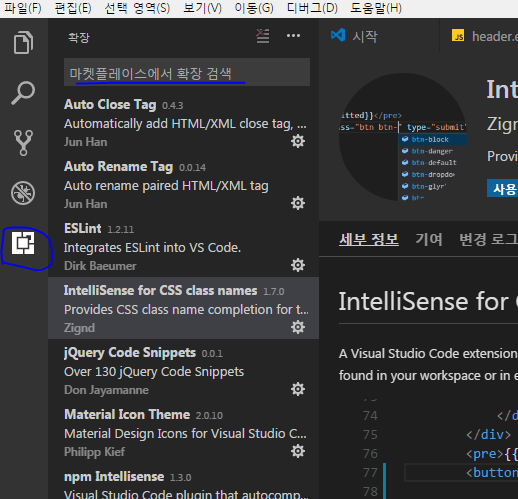 파일(F) 편집(E) 선택 영역(S) 보기(V) 이동(G) 디버그(D) 도움말(H)
확장
마켓플레이스에서 확장 검색
Auto Close Tag 0.4.3
Automatically add HTML/XML close tag, ...
Jun Han
Auto Rename Tag 0.0.14
Auto rename paired HTML/XML tag
Jun Han
ESLint 1.2.11
Integrates ESLint into VS Code.
Dirk Baeumer
IntelliSense for CSS class names 1.7.0
Provides CSS class name completion for t...
Zignd
jQuery Code Snippets 0.0.1
Over 130 jQuery Code Snippets
Don Jayamanne
Material Icon Theme 2.0.10
Material Design Icons for Visual Studio C...
Philipp Kief
npm Intellisense 1.3.0
Visual Studio Code plugin that autocomp...
시작
JS header.e
itted}}</pre>
ass="btn btn-" type="submit"
btn-block
btn-danger
btn-default
btn-dropdow
btn-glyr
Int
Zign
Provi
사용
세부 정보 기여 변경 로그
IntelliSense for
A Visual Studio Code extension
found in your workspace or in e
74 </d
75 </div>
76 <pre>{{
77 <button
78